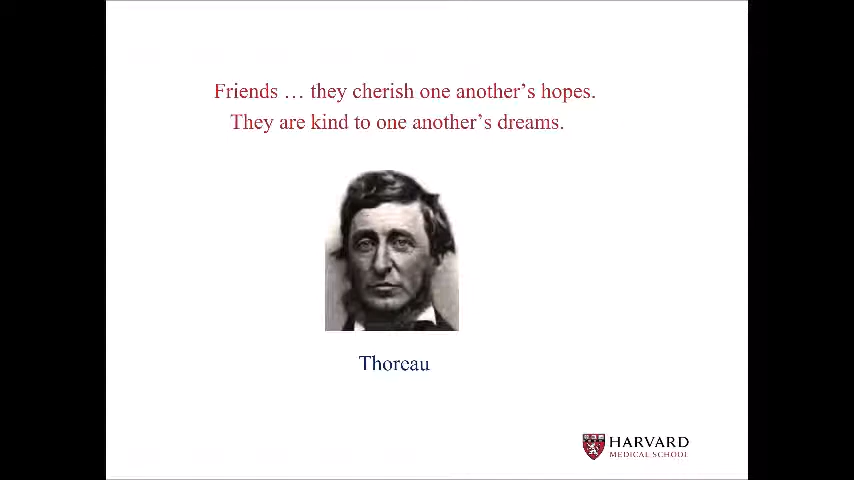 Friends … they cherish one another’s hopes.
They are kind to one another’s dreams.
Thoreau
HARVARD
MEDICAL SCHOOL